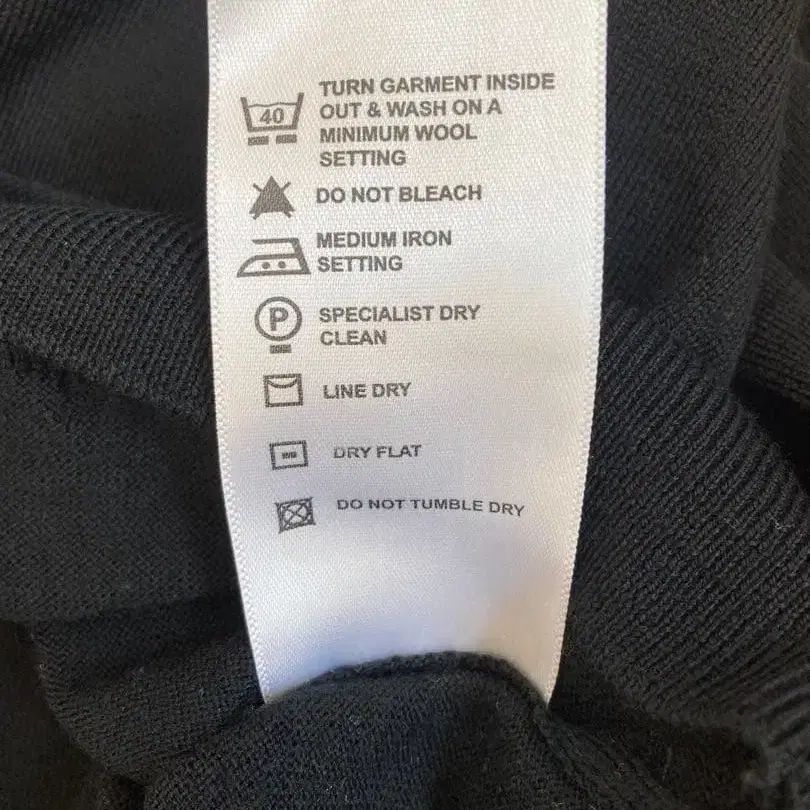 40
TURN GARMENT INSIDE
OUT & WASH ON A
MINIMUM WOOL
SETTING
DO NOT BLEACH
MEDIUM IRON
SETTING
P
SPECIALIST DRY
CLEAN
LINE DRY
DRY FLAT
DO NOT TUMBLE DRY